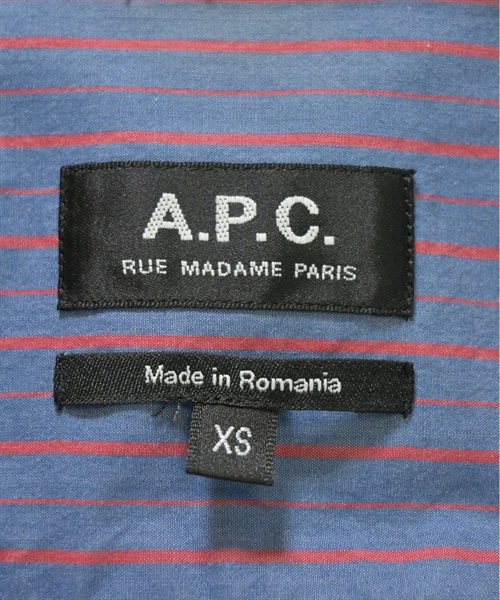 A.P.C.
RUE MADAME PARIS
Made in Romania
XS